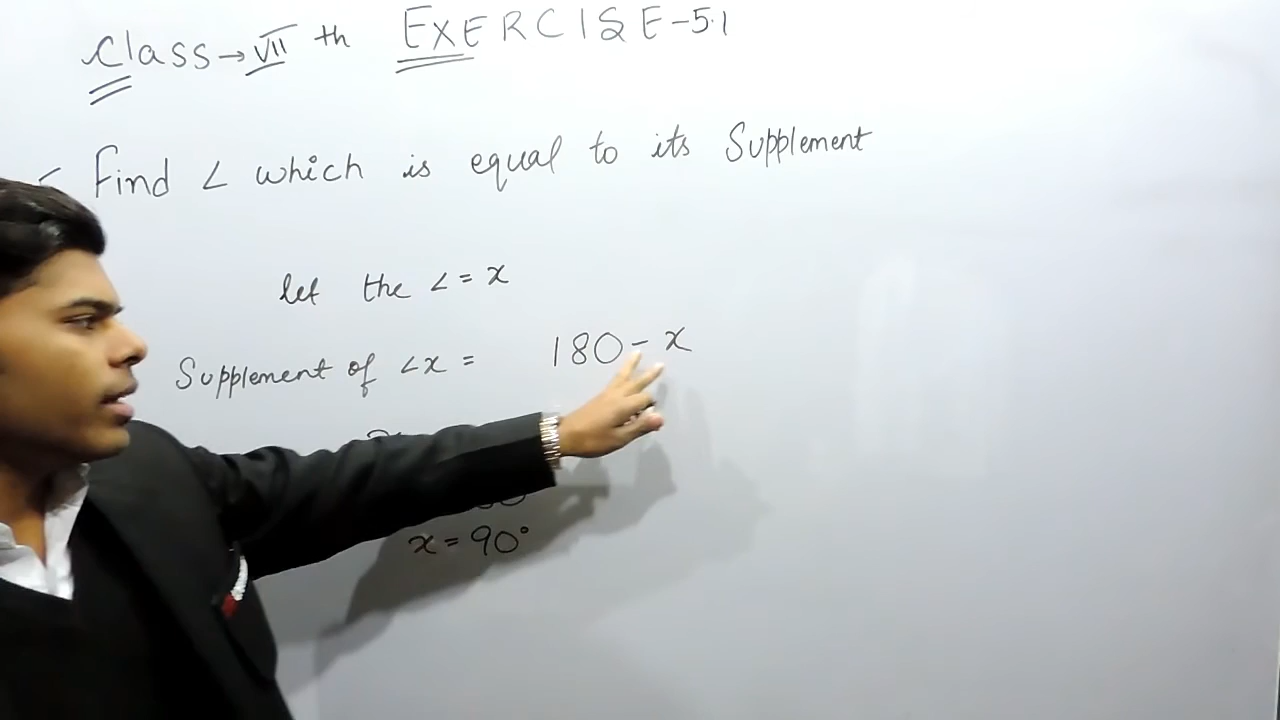 Class → VII th EXERCISE-5.1
Find ∠ which is equal to its Supplement
let the ∠ = x
Supplement of ∠x = 180 - x
x = 90°